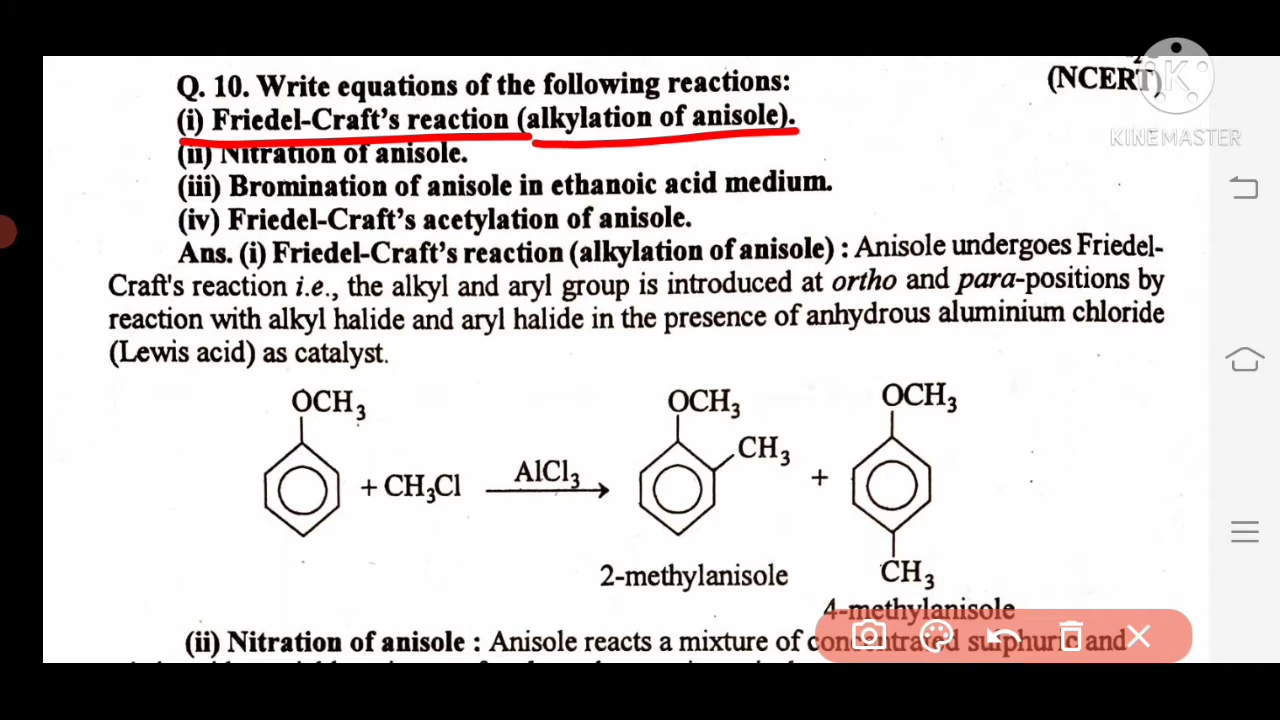 Q. 10. Write equations of the following reactions:
(NCERT)
KINEMASTER
(i) Friedel-Craft's reaction (alkylation of anisole).
(ii) Nitration of anisole.
(iii) Bromination of anisole in ethanoic acid medium.
(iv) Friedel-Craft's acetylation of anisole.
Ans. (i) Friedel-Craft's reaction (alkylation of anisole) : Anisole undergoes Friedel-
Craft's reaction i.e., the alkyl and aryl group is introduced at ortho and para-positions by
reaction with alkyl halide and aryl halide in the presence of anhydrous aluminium chloride
(Lewis acid) as catalyst.
OCH3 OCH3 OCH3
CH3
+ CH3Cl AlCl3 +
2-methylanisole CH3
4-methylanisole
(ii) Nitration of anisole : Anisole reacts a mixture of concentrated sulphuric and